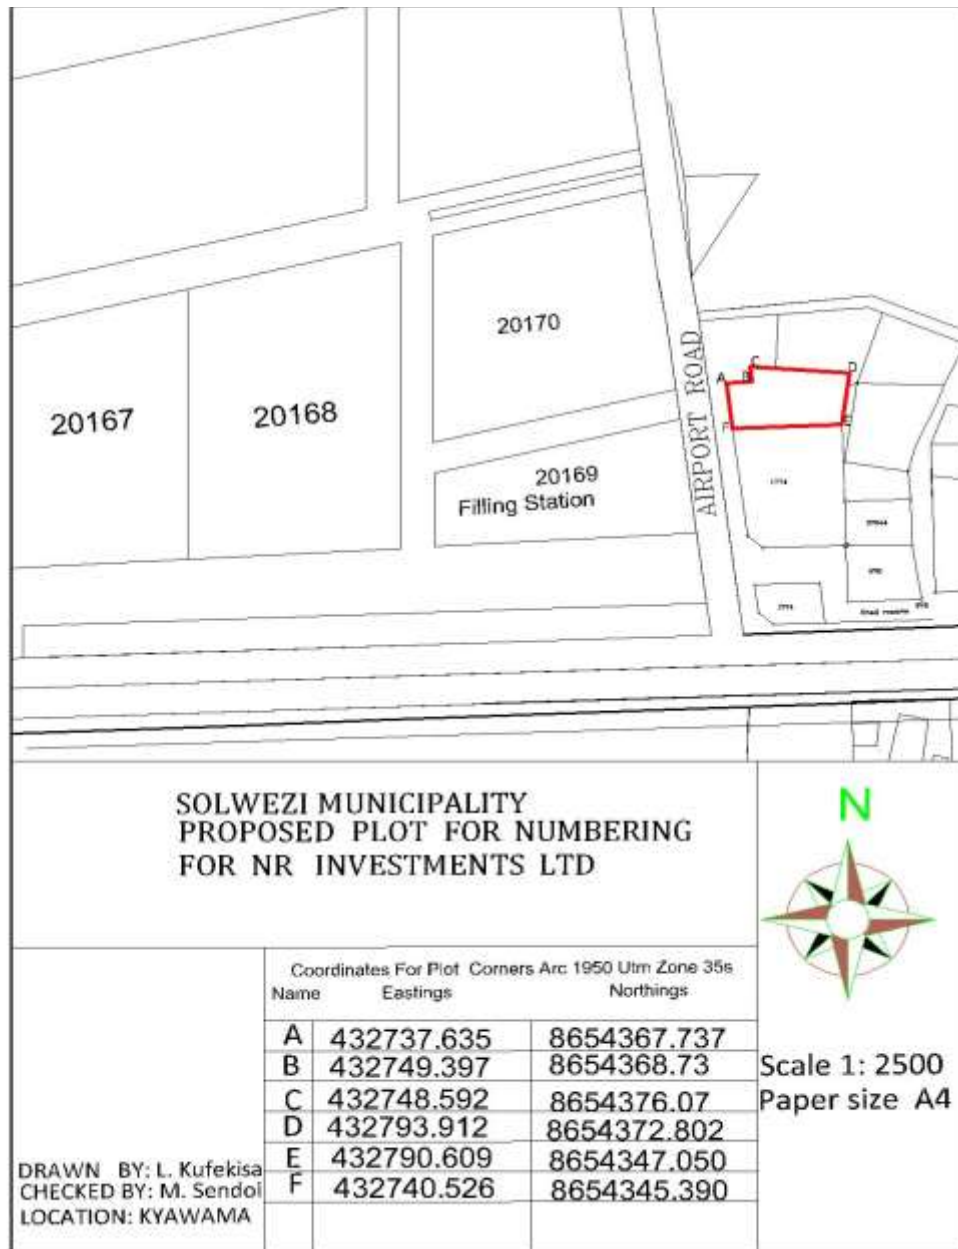 20170
20167
20168
20169
Filling Station
AIRPORT ROAD
A
B
C
D
E
F
SOLWEZI MUNICIPALITY
PROPOSED PLOT FOR NUMBERING
FOR NR INVESTMENTS LTD
N
Coordinates For Plot Corners Arc 1950 Utm Zone 35s
Name Eastings Northings
A 432737.635 8654367.737
B 432749.397 8654368.73
C 432748.592 8654376.07
D 432793.912 8654372.802
E 432790.609 8654347.050
F 432740.526 8654345.390
Scale 1: 2500
Paper size A4
DRAWN BY: L. Kufekisa
CHECKED BY: M. Sendoi
LOCATION: KYAWAMA